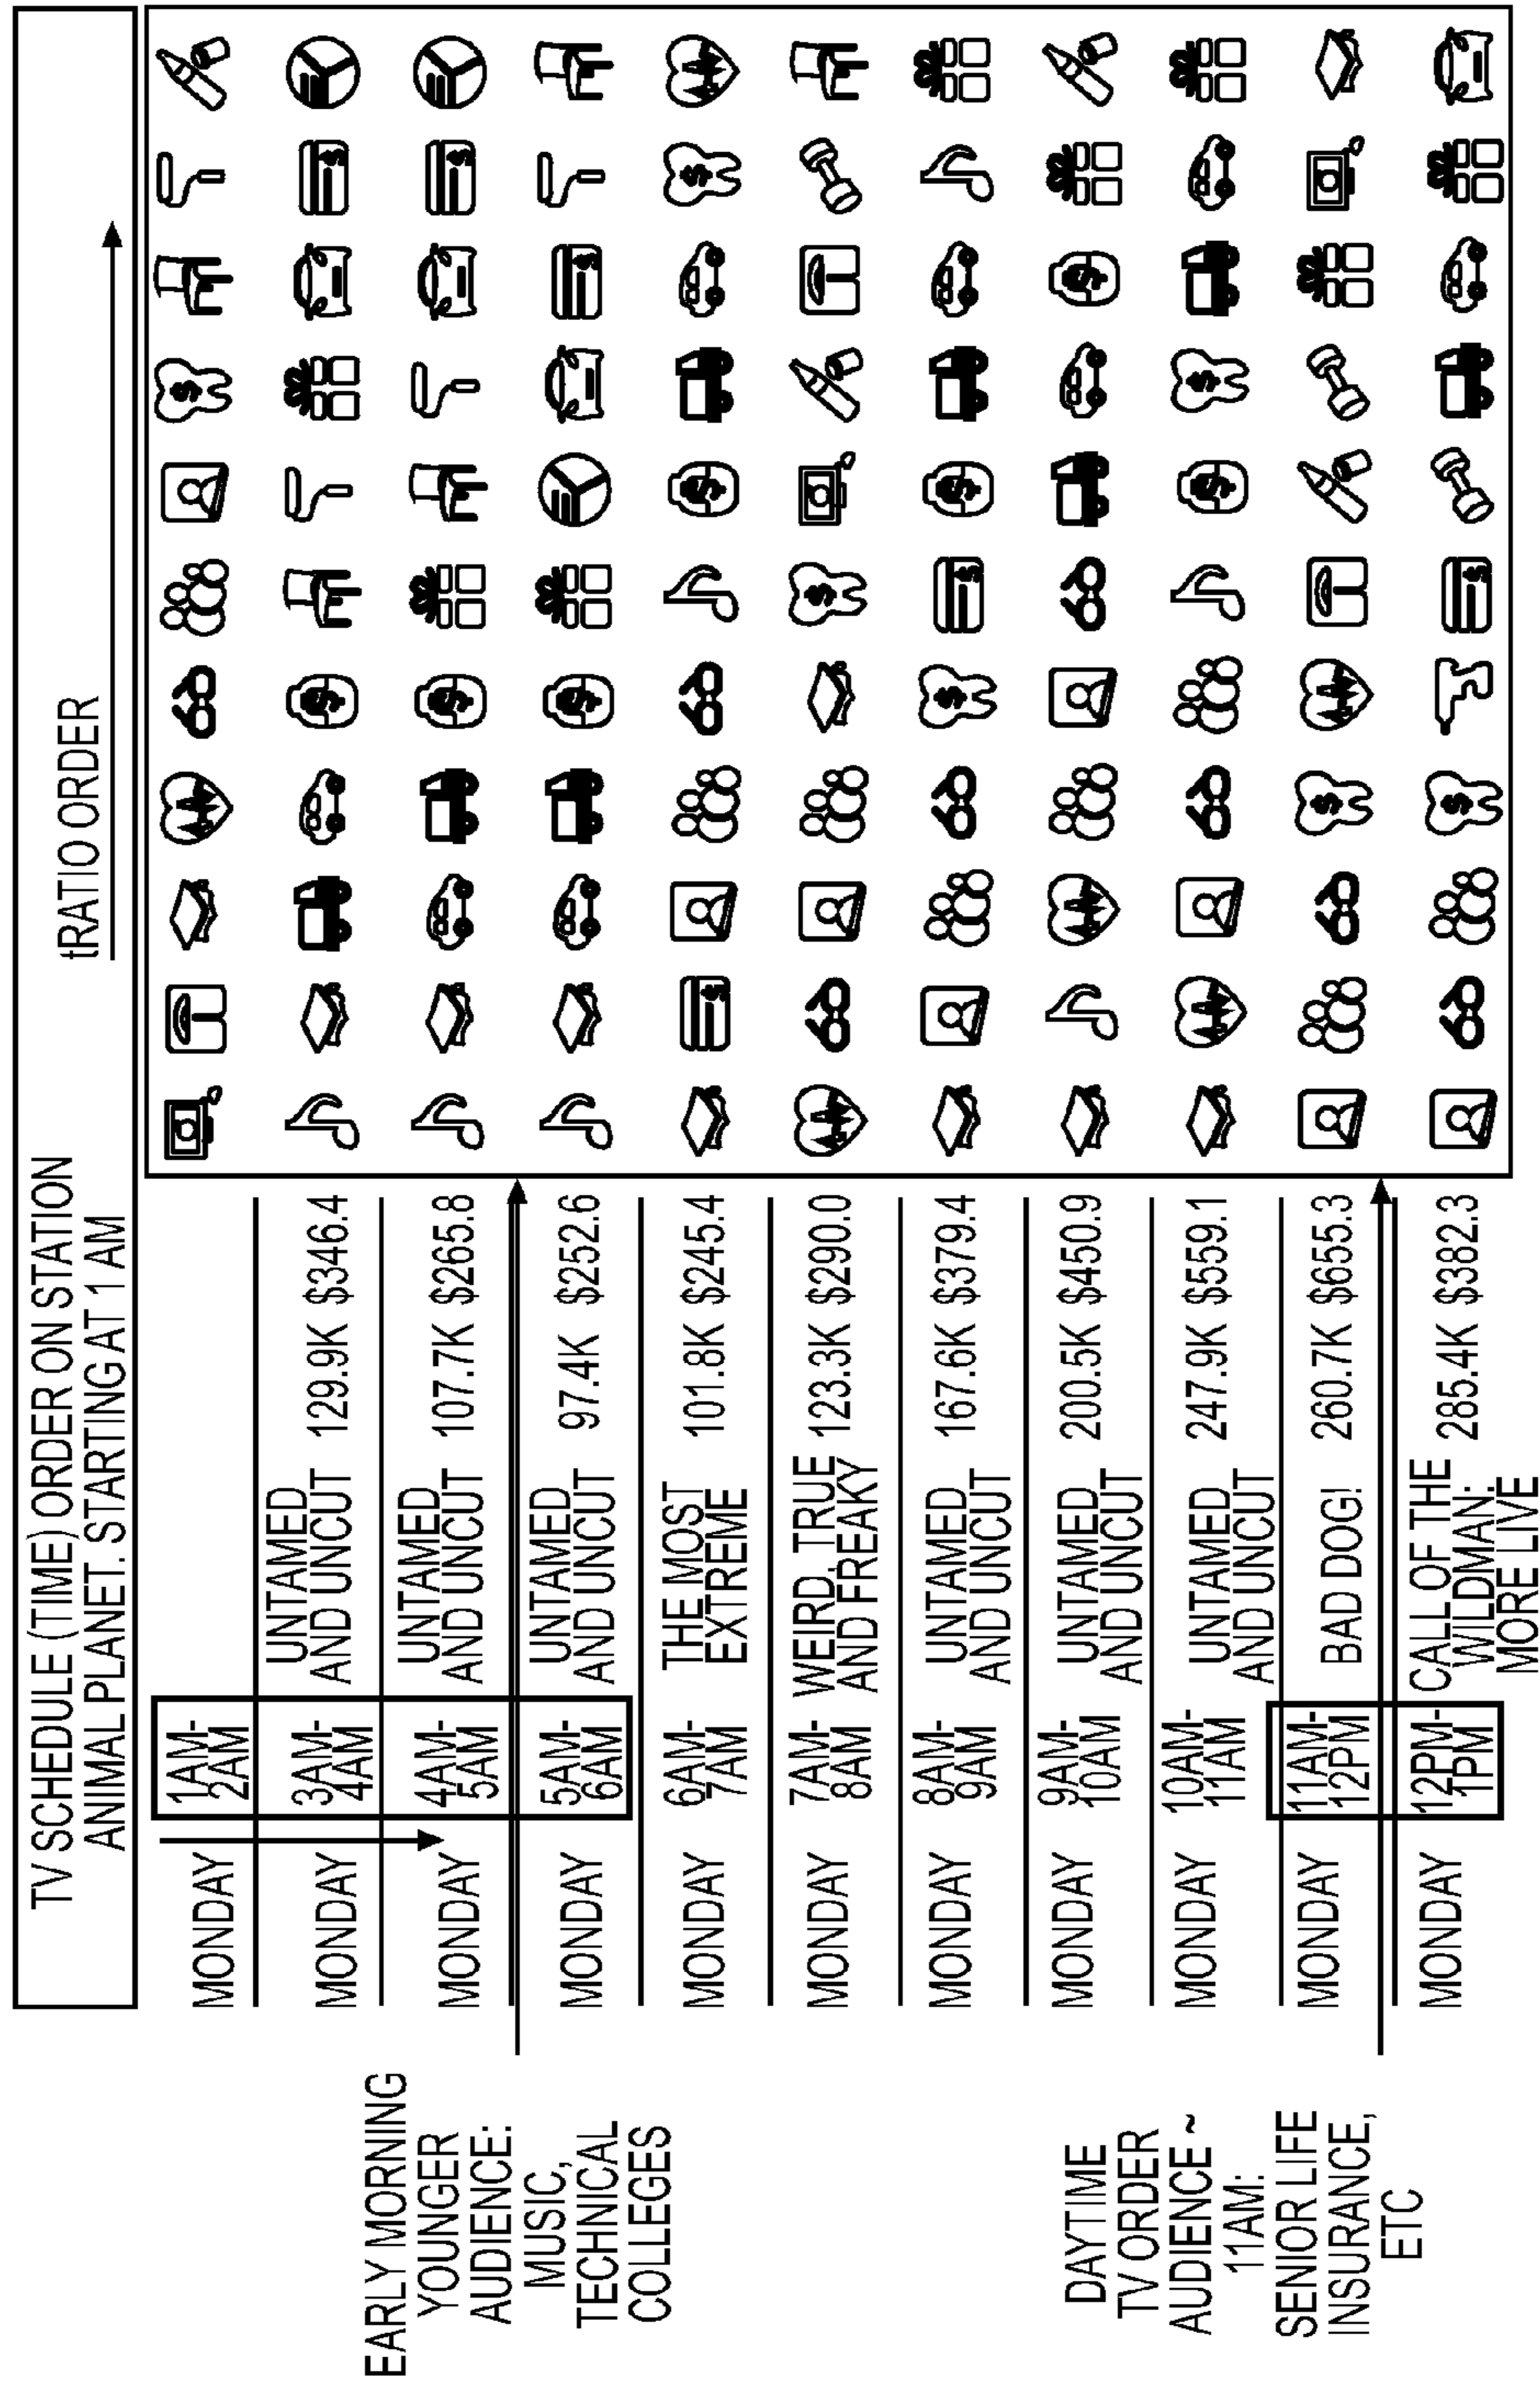 TV SCHEDULE (TIME) ORDER ON STATION
ANIMAL PLANET. STARTING AT 1 AM
tRATIO ORDER
MONDAY 1AM-
2AM
MONDAY 3AM-
4AM UNTAMED
AND UNCUT 129.9K $346.4
MONDAY 4AM-
5AM UNTAMED
AND UNCUT 107.7K $265.8
MONDAY 5AM-
6AM UNTAMED
AND UNCUT 97.4K $252.6
MONDAY 6AM-
7AM THE MOST
EXTREME 101.8K $245.4
MONDAY 7AM-
8AM WEIRD, TRUE
AND FREAKY 123.3K $290.0
MONDAY 8AM-
9AM UNTAMED
AND UNCUT 167.6K $379.4
MONDAY 9AM-
10AM UNTAMED
AND UNCUT 200.5K $450.9
MONDAY 10AM-
11AM UNTAMED
AND UNCUT 247.9K $559.1
MONDAY 11AM-
12PM BAD DOG! 260.7K $655.3
MONDAY 12PM-
1PM CALL OF THE
WILDMAN:
MORE LIVE 285.4K $382.3
EARLY MORNING
YOUNGER
AUDIENCE:
MUSIC,
TECHNICAL
COLLEGES
DAYTIME
TV ORDER
AUDIENCE ~
11AM:
SENIOR LIFE
INSURANCE,
ETC